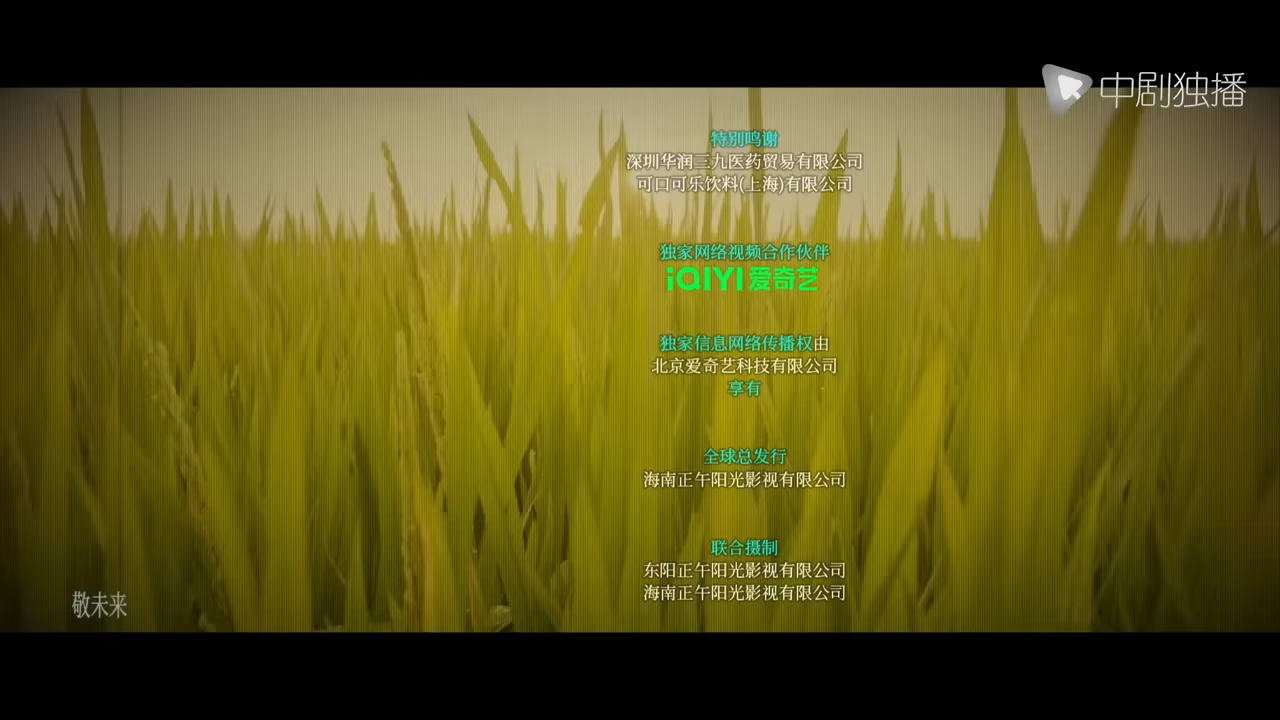 中剧独播
特别鸣谢
深圳华润三九医药贸易有限公司
可口可乐饮料(上海)有限公司
独家网络视频合作伙伴
iQIYI 爱奇艺
独家信息网络传播权由
北京爱奇艺科技有限公司
享有
全球总发行
海南正午阳光影视有限公司
联合摄制
东阳正午阳光影视有限公司
海南正午阳光影视有限公司
敬未来